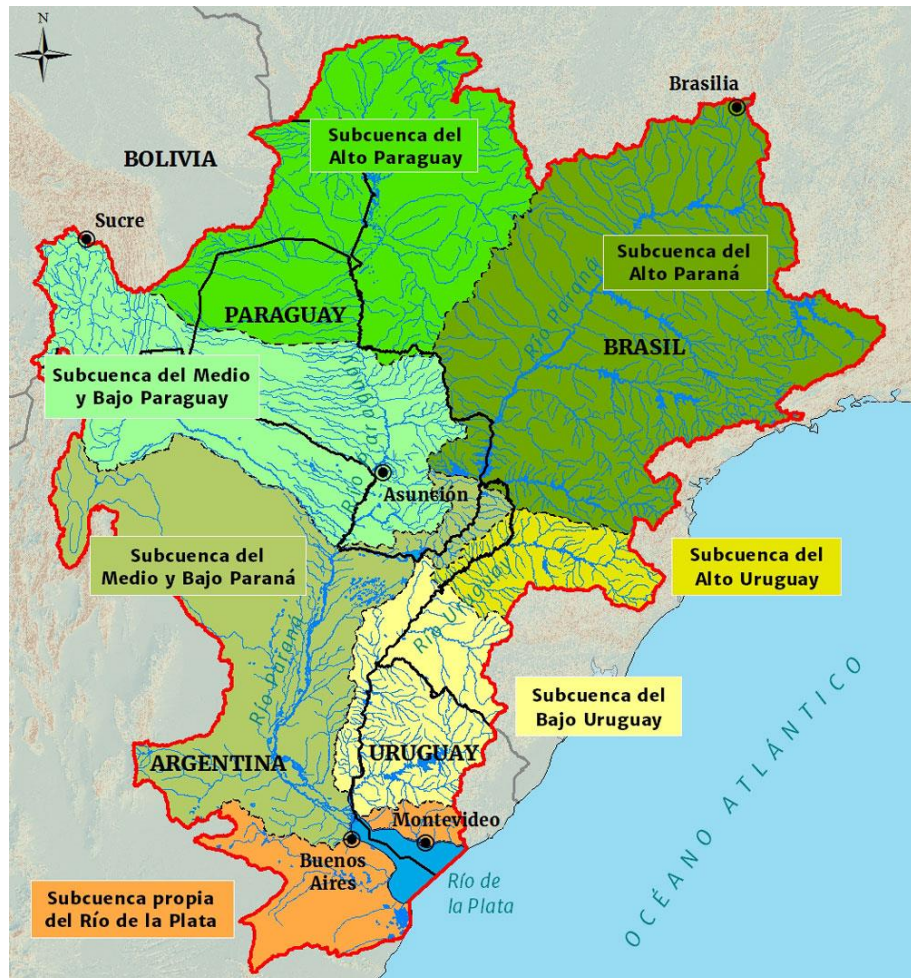 N
Brasilia
Subcuenca del
Alto Paraguay
BOLIVIA
Sucre
Subcuenca del
Alto Paraná
PARAGUAY
Río Paraná
BRASIL
Subcuenca del Medio
y Bajo Paraguay
Río Paraguay
Asunción
Subcuenca del
Medio y Bajo Paraná
Subcuenca del
Alto Uruguay
Río Uruguay
Río Paraná
Subcuenca del
Bajo Uruguay
ARGENTINA
URUGUAY
OCÉANO ATLÁNTICO
Montevideo
Buenos
Aires
Río de
la Plata
Subcuenca propia
del Río de la Plata